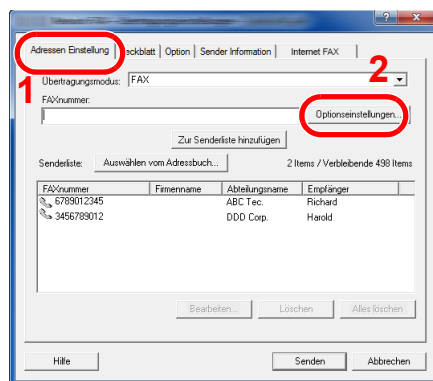 Adressen Einstellung | Option | Sender Information | Internet FAX
1
2
Übertragungsmodus: FAX
FAXnummer:
Optionseinstellungen...
Zur Senderliste hinzufügen
Senderliste: Auswählen vom Adressbuch... 2 Items / Verbleibende 498 Items
FAXnummer Firmenname Abteilungsname Empfänger
6789012345 ABC Tec. Richard
3456789012 DDD Corp. Harold
Bearbeiten... Löschen Alles löschen
Hilfe Senden Abbrechen